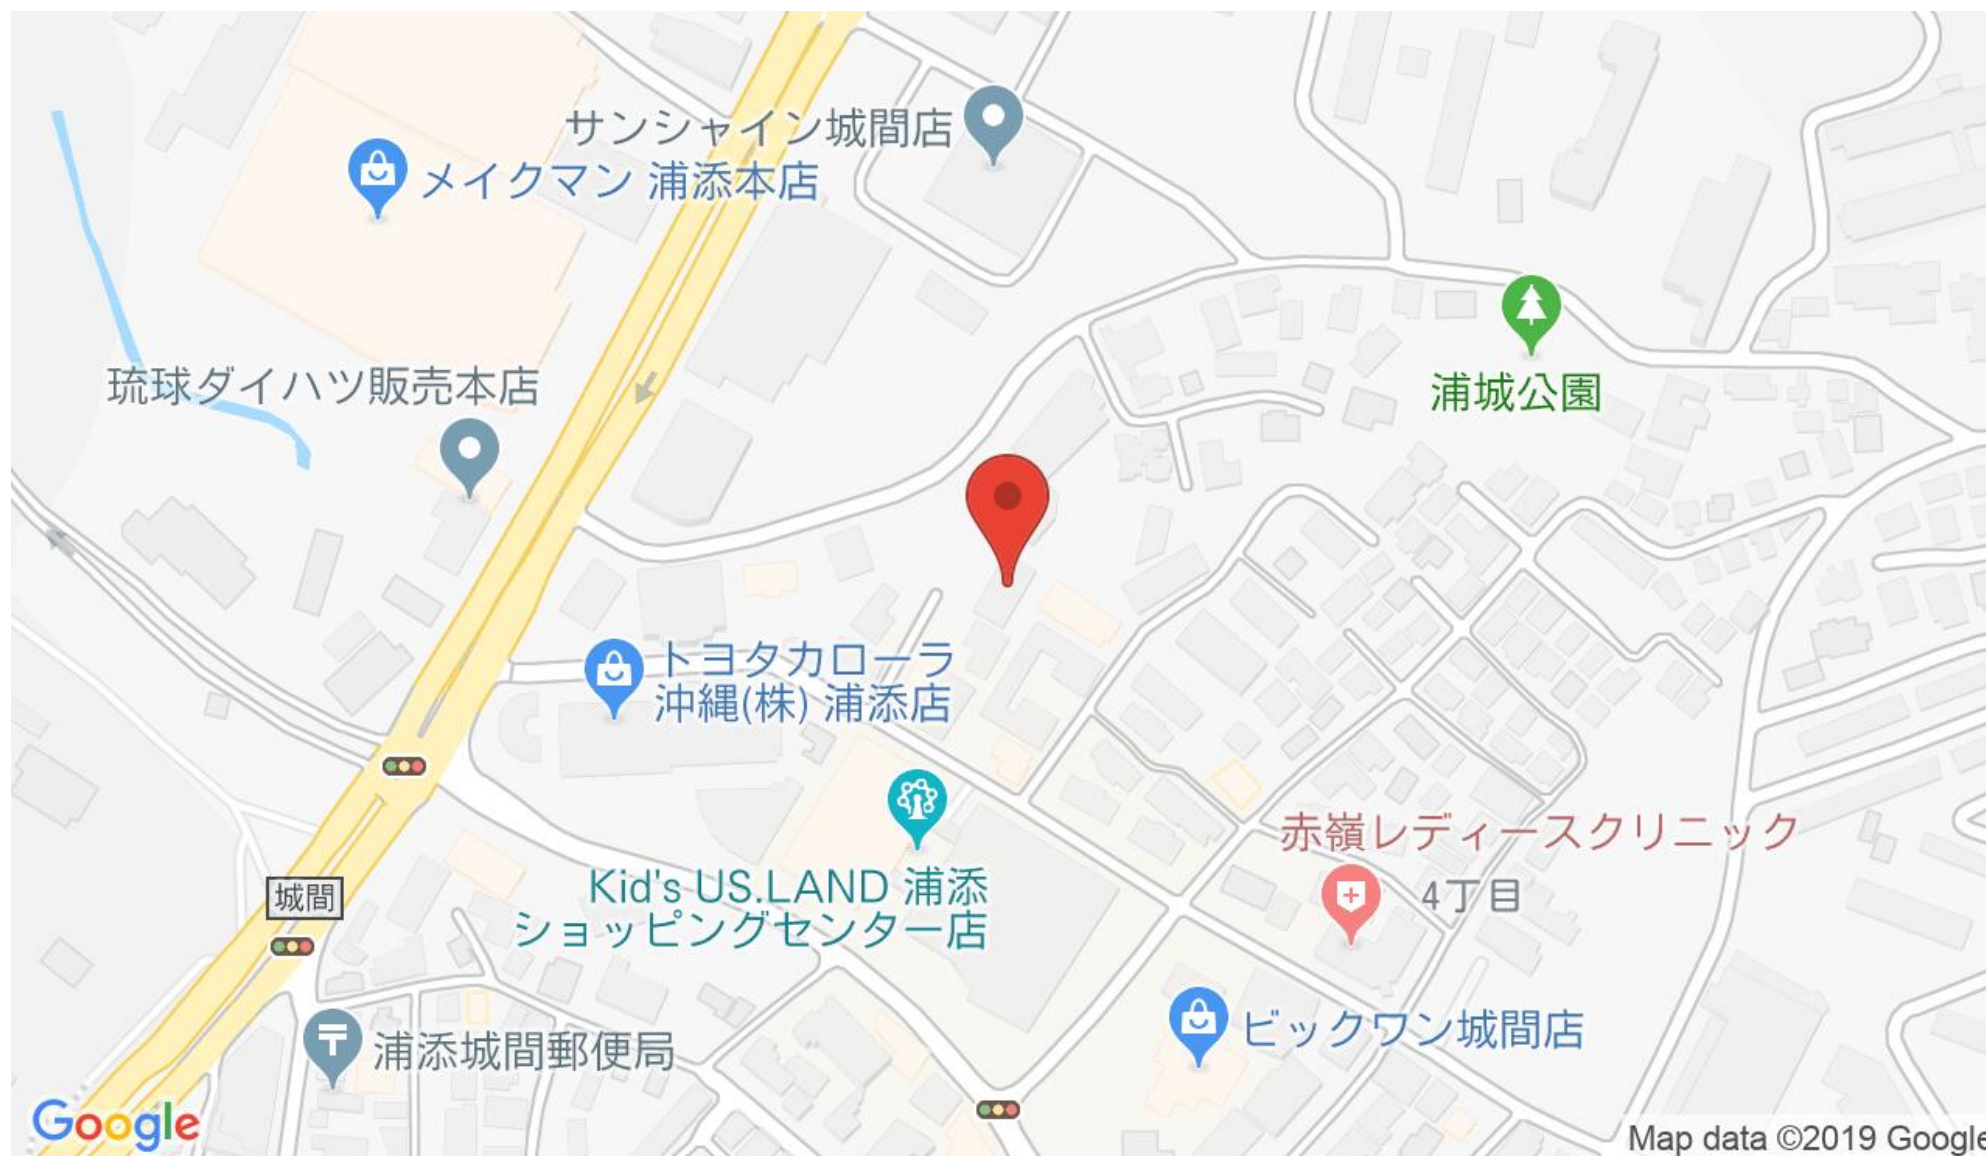 サンシャイン城間店
メイクマン 浦添本店
琉球ダイハツ販売本店
浦城公園
トヨタカローラ
沖縄(株) 浦添店
赤嶺レディースクリニック
Kid's US.LAND 浦添
ショッピングセンター店
4丁目
城間
ビックワン城間店
浦添城間郵便局
Google
Map data ©2019 Google